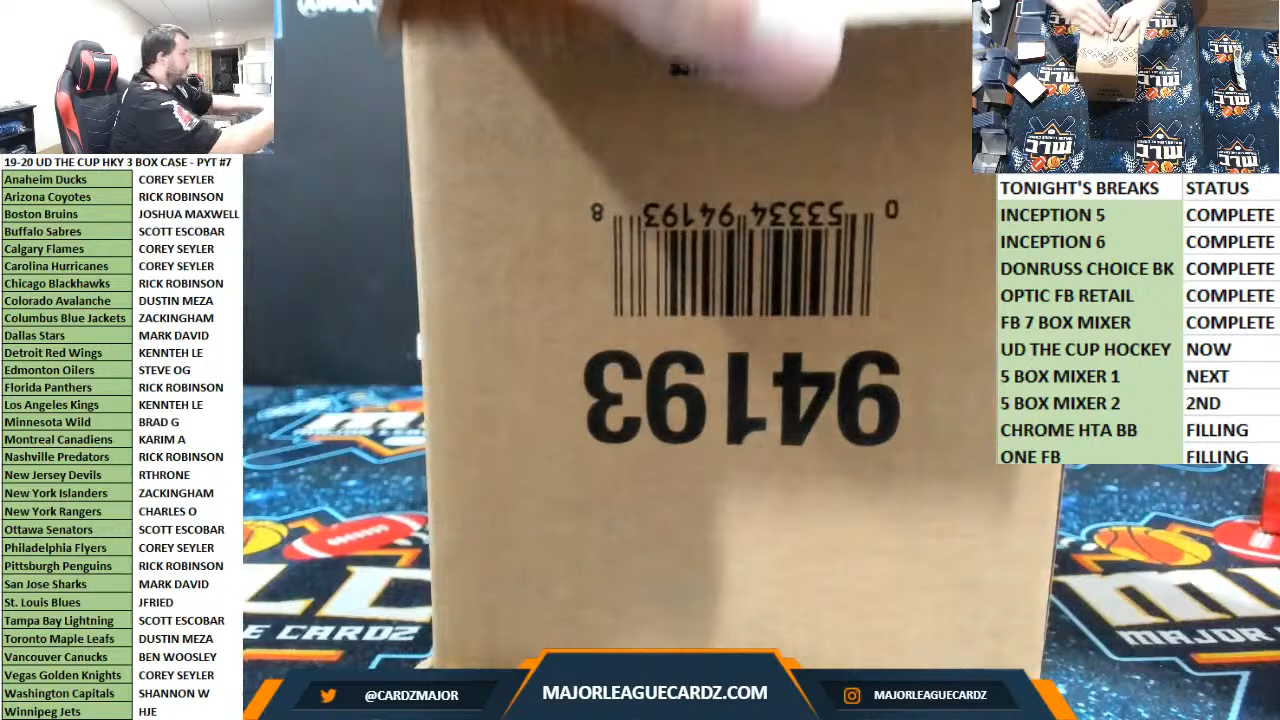 19-20 UD THE CUP HKY 3 BOX CASE - PYT #7
Anaheim Ducks COREY SEYLER
Arizona Coyotes RICK ROBINSON
Boston Bruins JOSHUA MAXWELL
Buffalo Sabres SCOTT ESCOBAR
Calgary Flames COREY SEYLER
Carolina Hurricanes COREY SEYLER
Chicago Blackhawks RICK ROBINSON
Colorado Avalanche DUSTIN MEZA
Columbus Blue Jackets ZACKINGHAM
Dallas Stars MARK DAVID
Detroit Red Wings KENNTEH LE
Edmonton Oilers STEVE OG
Florida Panthers RICK ROBINSON
Los Angeles Kings KENNTEH LE
Minnesota Wild BRAD G
Montreal Canadiens KARIM A
Nashville Predators RICK ROBINSON
New Jersey Devils RTHRONE
New York Islanders ZACKINGHAM
New York Rangers CHARLES O
Ottawa Senators SCOTT ESCOBAR
Philadelphia Flyers COREY SEYLER
Pittsburgh Penguins RICK ROBINSON
San Jose Sharks MARK DAVID
St. Louis Blues JFRIED
Tampa Bay Lightning SCOTT ESCOBAR
Toronto Maple Leafs DUSTIN MEZA
Vancouver Canucks BEN WOOSLEY
Vegas Golden Knights COREY SEYLER
Washington Capitals SHANNON W
Winnipeg Jets HJE
0 53334 94193 8
94193
TONIGHT'S BREAKS STATUS
INCEPTION 5 COMPLETE
INCEPTION 6 COMPLETE
DONRUSS CHOICE BK COMPLETE
OPTIC FB RETAIL COMPLETE
FB 7 BOX MIXER COMPLETE
UD THE CUP HOCKEY NOW
5 BOX MIXER 1 NEXT
5 BOX MIXER 2 2ND
CHROME HTA BB FILLING
ONE FB FILLING
MLC
MLC
MLC
MLC
MLC
E CARDZ
MAJOR
@CARDZMAJOR
MAJORLEAGUECARDZ.COM
MAJORLEAGUECARDZ